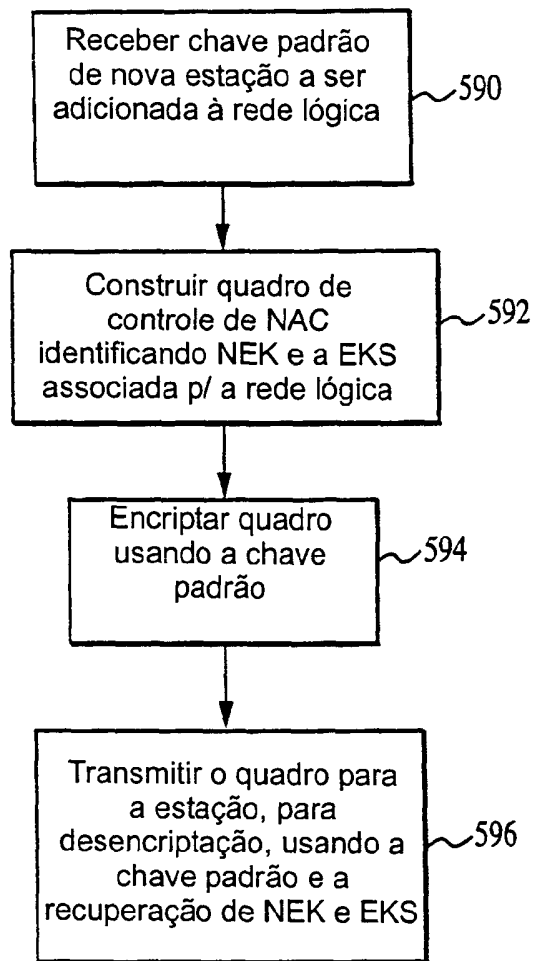 Receber chave padrão
de nova estação a ser
adicionada à rede lógica
590
Construir quadro de
controle de NAC
identificando NEK e a EKS
associada p/ a rede lógica
592
Encriptar quadro
usando a chave
padrão
594
Transmitir o quadro para
a estação, para
desencriptação, usando a
chave padrão e a
recuperação de NEK e EKS
596